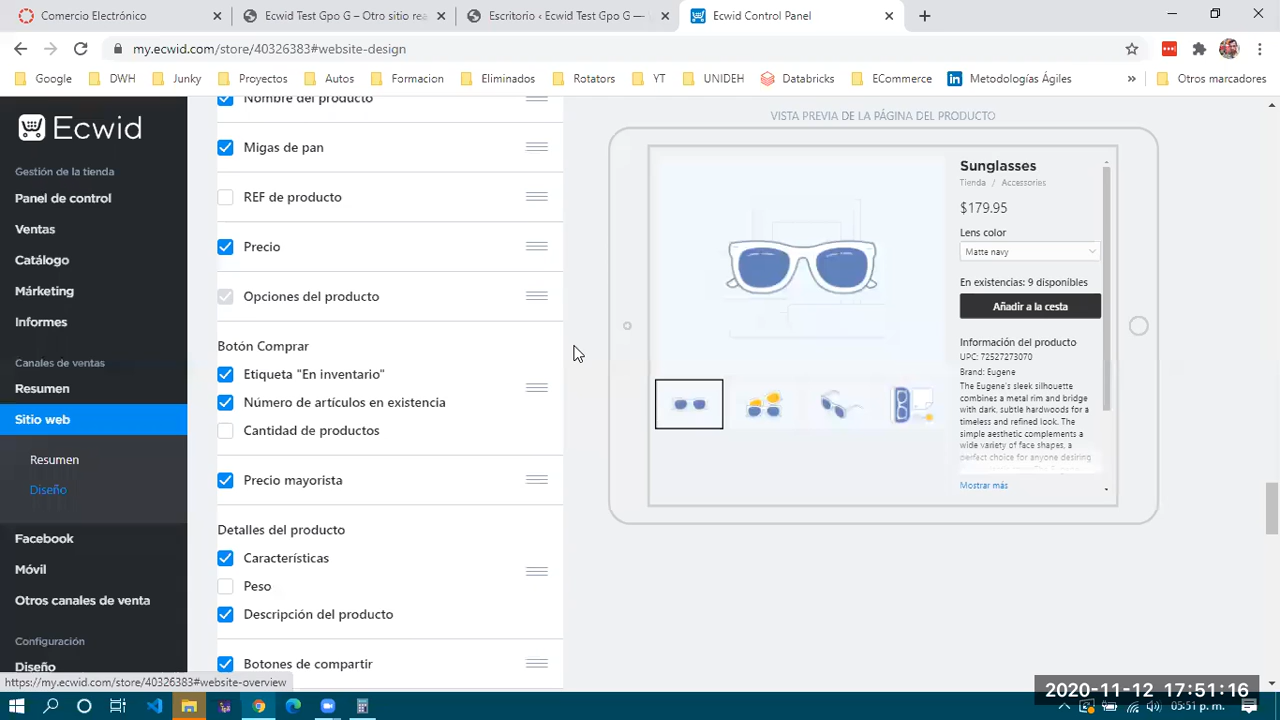 Correo Electrónico
Ecwid Test Gpo – Otro sitio re
Escritorio ‹ Ecwid Test Gpo —
Ecwid Control Panel
my.ecwid.com/store/40326383#website-design
Google
DWH
Junky
Proyectos
Autos
Formacion
Eliminados
Rotators
YT
UNIDEH
Databricks
ECommerce
Metodologías Ágiles
»
Otros marcadores
Ecwid
Gestión de la tienda
Panel de control
Ventas
Catálogo
Márketing
Informes
Canales de ventas
Resumen
Sitio web
Resumen
Diseño
Facebook
Móvil
Otros canales de venta
Configuración
Diseño
https://my.ecwid.com/store/40326383#website-overview
Nombre del producto
Migas de pan
REF de producto
Precio
Opciones del producto
Botón Comprar
Etiqueta "En inventario"
Número de artículos en existencia
Cantidad de productos
Precio mayorista
Detalles del producto
Características
Peso
Descripción del producto
Botones de compartir
VISTA PREVIA DE LA PÁGINA DEL PRODUCTO
Sunglasses
Tienda / Accessories
$179.95
Lens color
Matte navy
En existencias: 9 disponibles
Añadir a la cesta
Información del producto
UPC: 72527273070
Brand: Eugene
The Eugene's sleek silhouette
combines a metal rim and bridge
with dark, subtle hardwoods for a
timeless and refined look. The
simple aesthetic complements a
wide variety of face shapes, a
perfect choice for anyone desiring
Mostrar más
2020-11-12 17:51:16
05:51 p. m.